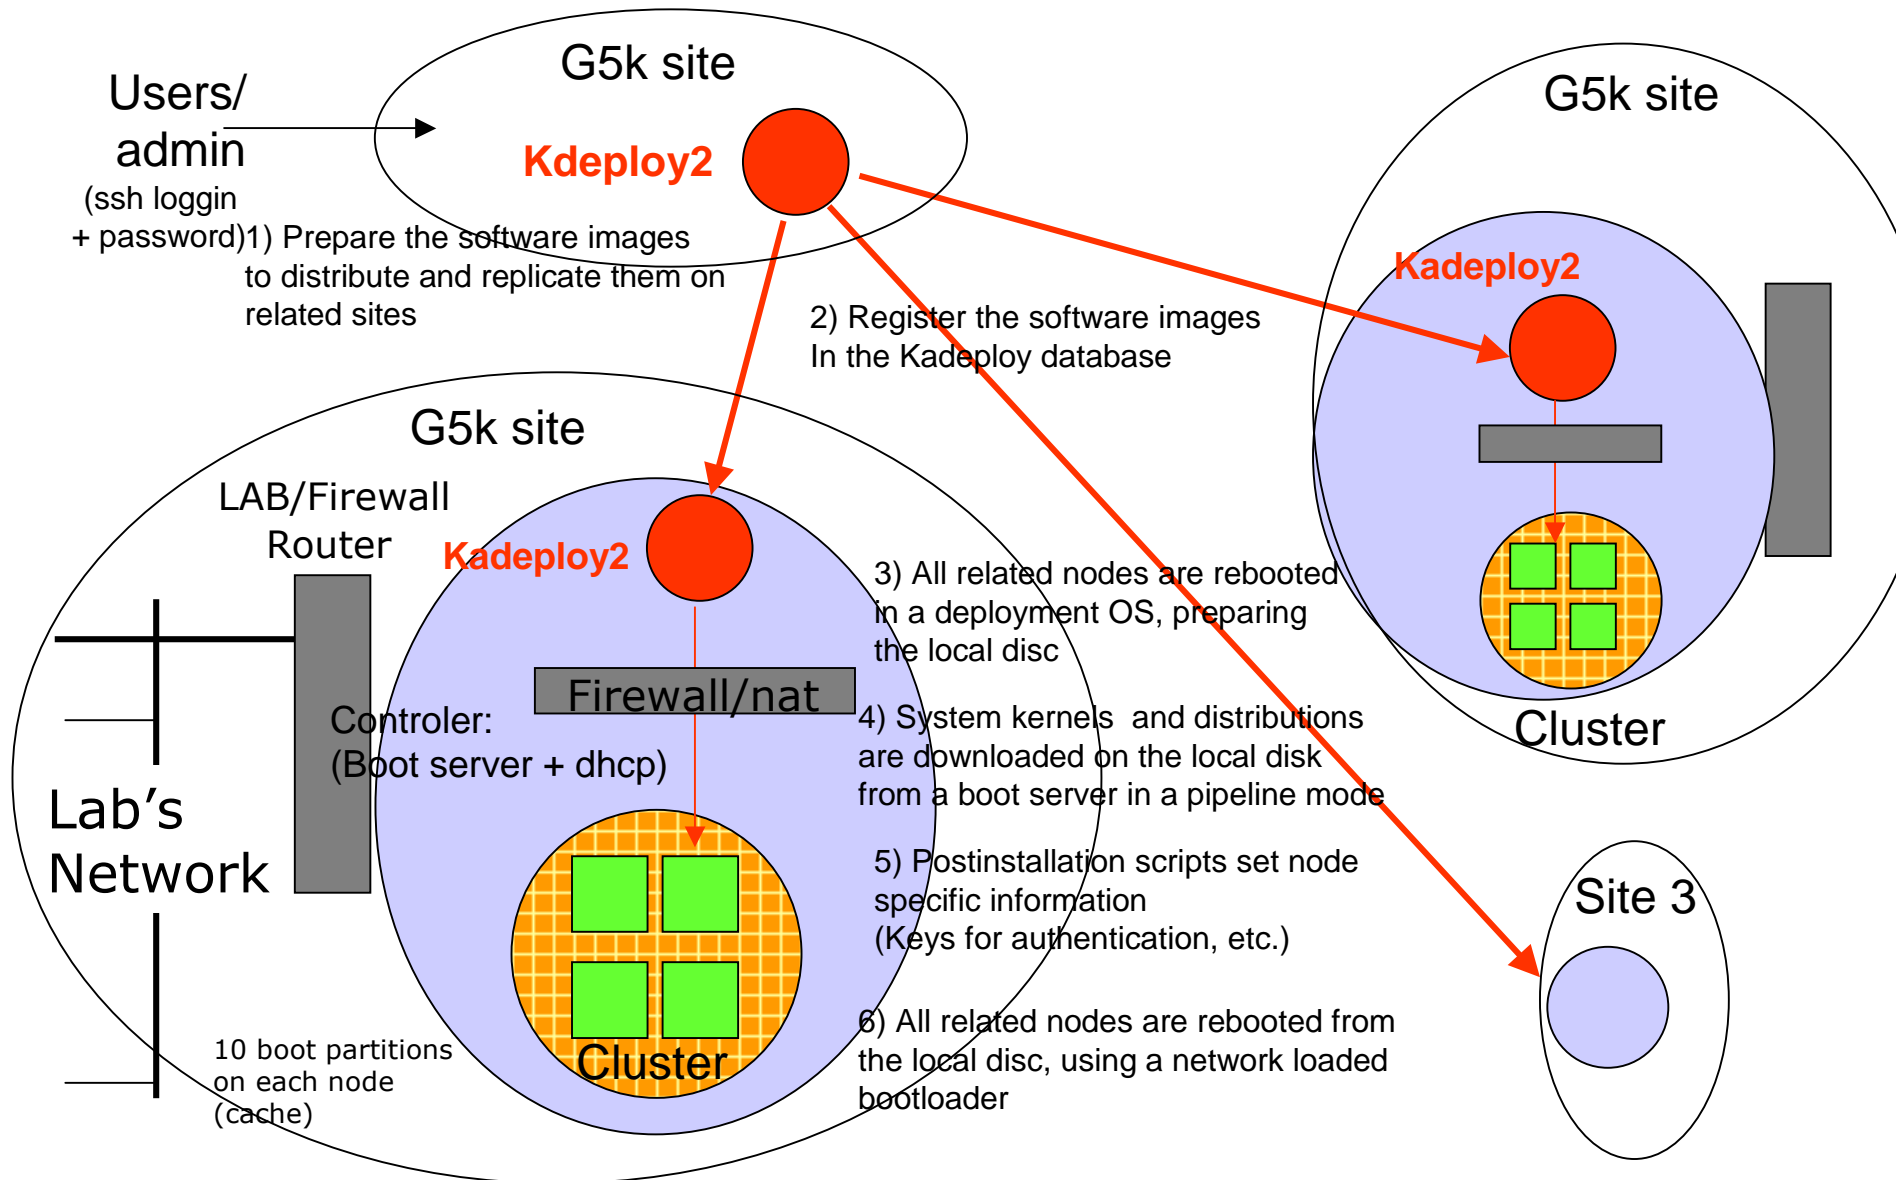 G5k site
Users/
admin
(ssh loggin
+ password)
Kdeploy2
1) Prepare the software images
to distribute and replicate them on
related sites
G5k site
Kadeploy2
2) Register the software images
In the Kadeploy database
G5k site
LAB/Firewall
Router
Kadeploy2
3) All related nodes are rebooted
in a deployment OS, preparing
the local disc
Firewall/nat
Controler:
(Boot server + dhcp)
4) System kernels  and distributions
are downloaded on the local disk
from a boot server in a pipeline mode
Cluster
Lab’s
Network
5) Postinstallation scripts set node
specific information
(Keys for authentication, etc.)
Site 3
6) All related nodes are rebooted from
the local disc, using a network loaded
bootloader
Cluster
10 boot partitions
on each node
(cache)